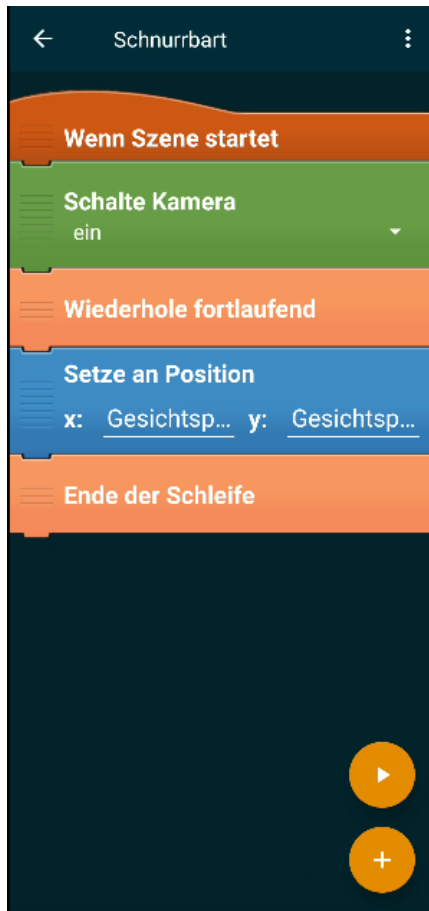 Schnurrbart
Wenn Szene startet
Schalte Kamera
ein
Wiederhole fortlaufend
Setze an Position
x: Gesichtsp... y: Gesichtsp...
Ende der Schleife